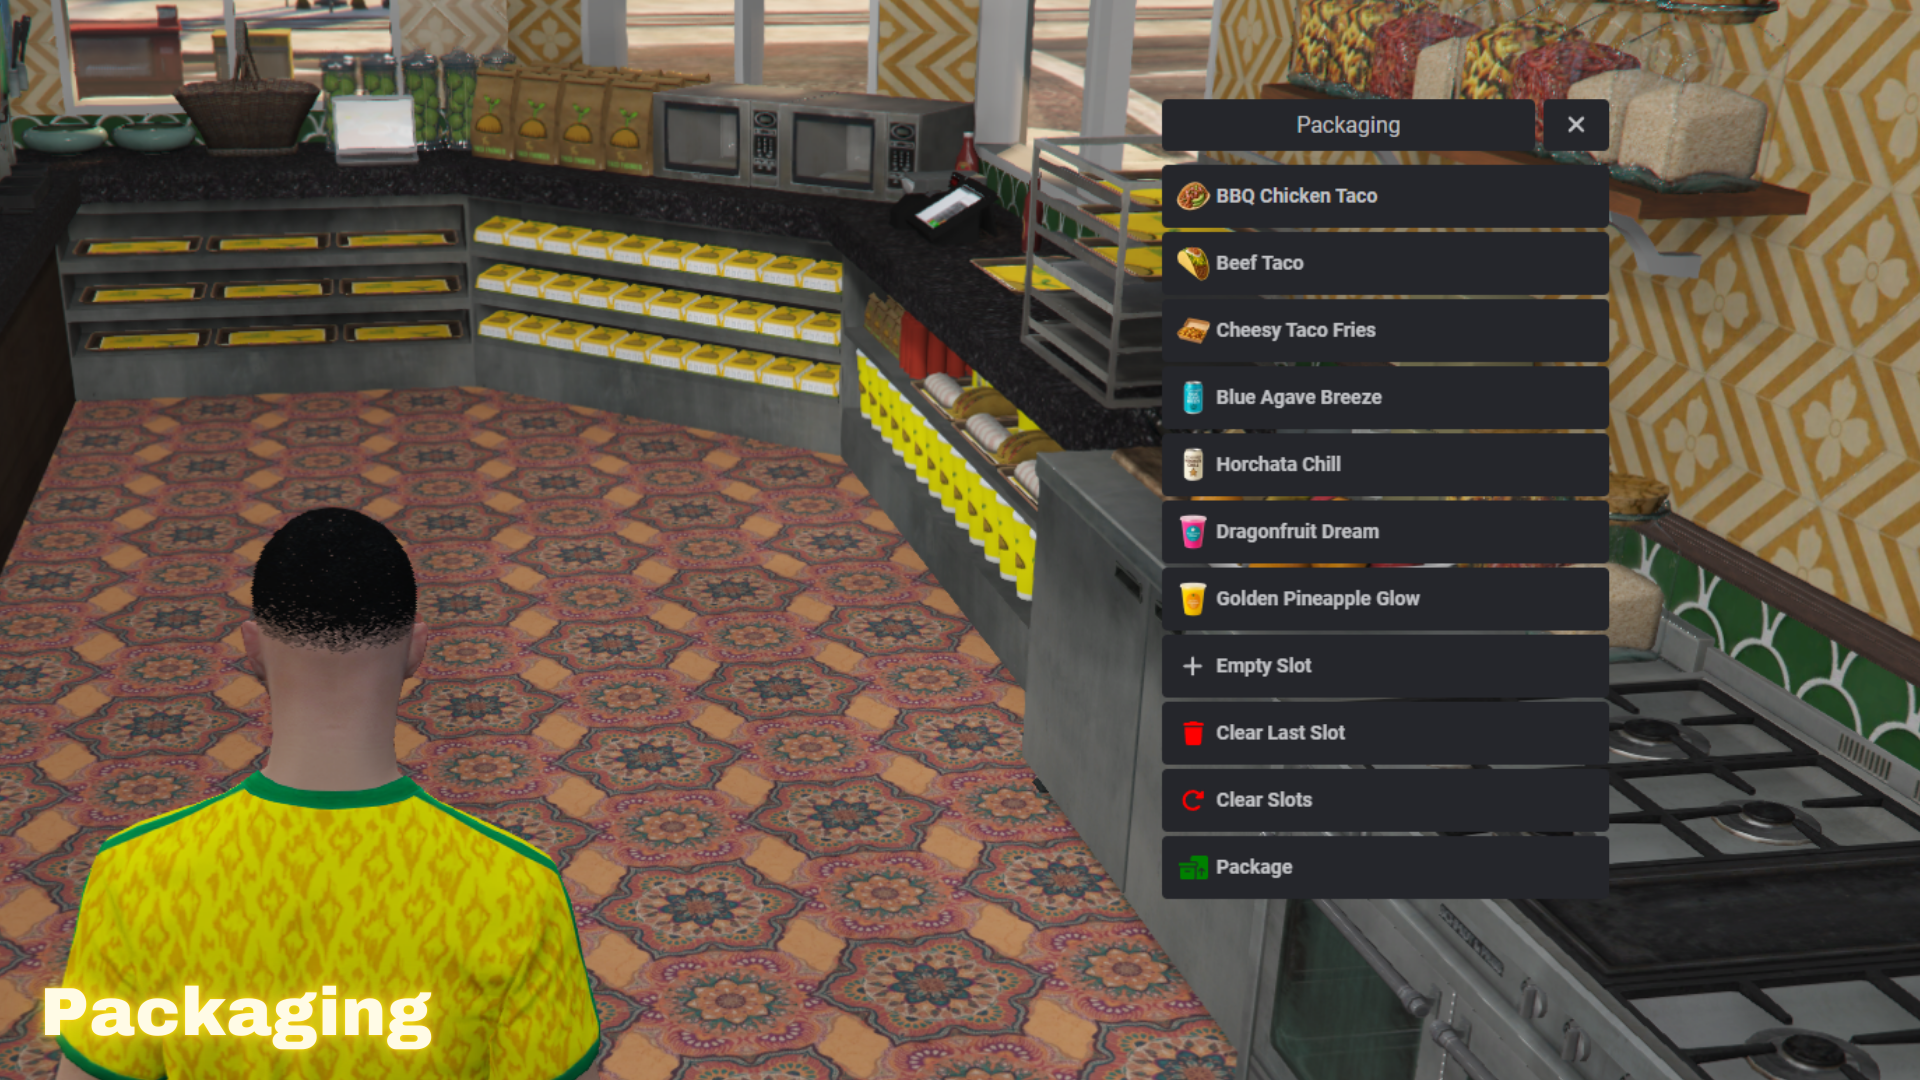 Packaging
BBQ Chicken Taco
Beef Taco
Cheesy Taco Fries
Blue Agave Breeze
Horchata Chill
Dragonfruit Dream
Golden Pineapple Glow
Empty Slot
Clear Last Slot
Clear Slots
Package
Packaging